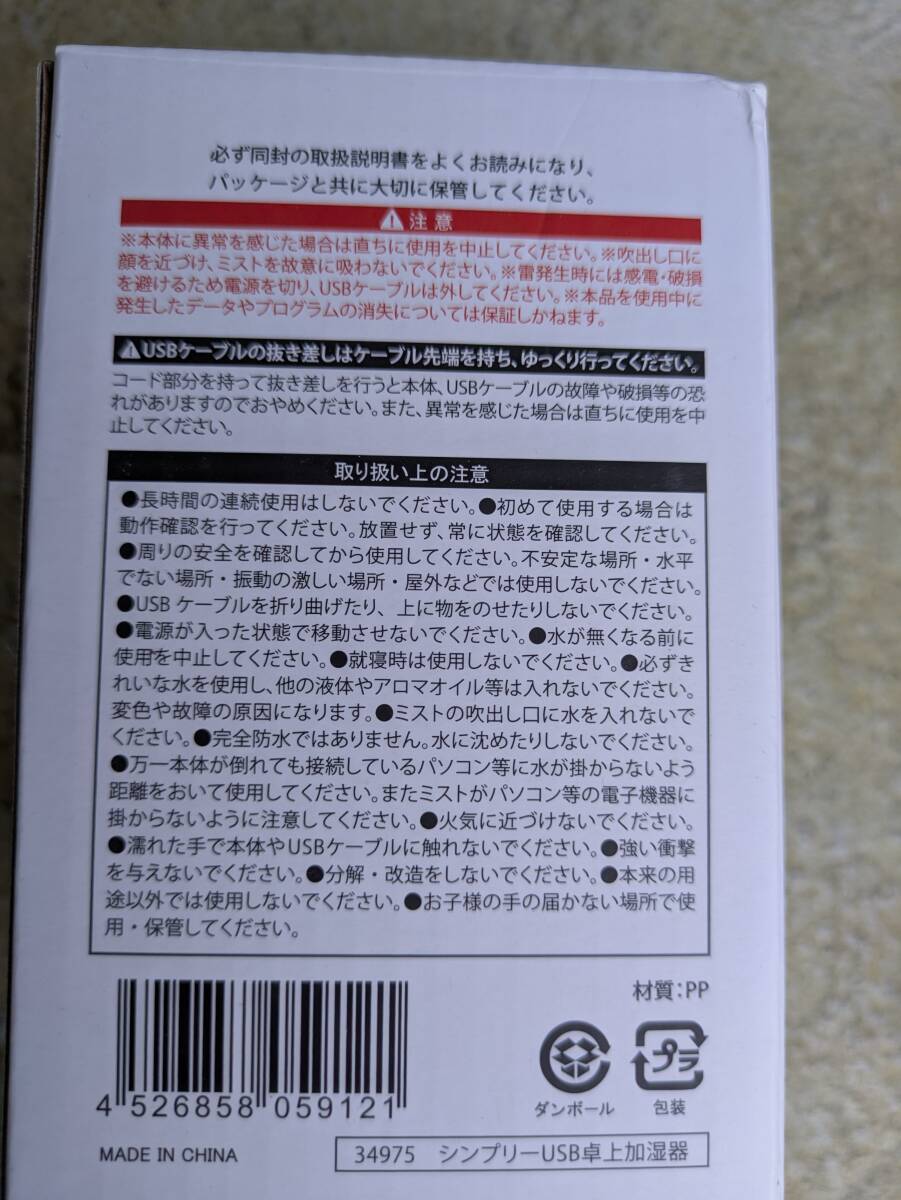 必ず同封の取扱説明書をよくお読みになり、
パッケージと共に大切に保管してください。
⚠注意
※本体に異常を感じた場合は直ちに使用を中止してください。※吹出し口に
顔を近づけ、ミストを故意に吸わないでください。※雷発生時には感電・破損
を避けるため電源を切り、USBケーブルは外してください。※本品を使用中に
発生したデータやプログラムの消失については保証しかねます。
⚠USBケーブルの抜き差しはケーブル先端を持ち、ゆっくり行ってください。
コード部分を持って抜き差しを行うと本体、USBケーブルの故障や破損等の恐
れがありますのでおやめください。また、異常を感じた場合は直ちに使用を中
止してください。
取り扱い上の注意
●長時間の連続使用はしないでください。●初めて使用する場合は
動作確認を行ってください。放置せず、常に状態を確認してください。
●周りの安全を確認してから使用してください。不安定な場所・水平
でない場所・振動の激しい場所・屋外などでは使用しないでください。
●USB ケーブルを折り曲げたり、上に物をのせたりしないでください。
●電源が入った状態で移動させないでください。●水が無くなる前に
使用を中止してください。●就寝時は使用しないでください。●必ずき
れいな水を使用し、他の液体やアロマオイル等は入れないでください。
変色や故障の原因になります。●ミストの吹出し口に水を入れないで
ください。●完全防水ではありません。水に沈めたりしないでください。
●万一本体が倒れても接続しているパソコン等に水が掛からないよう
距離をおいて使用してください。またミストがパソコン等の電子機器に
掛からないように注意してください。●火気に近づけないでください。
●濡れた手で本体やUSBケーブルに触れないでください。●強い衝撃
を与えないでください。●分解・改造をしないでください。●本来の用
途以外では使用しないでください。●お子様の手の届かない場所で使
用・保管してください。
材質：PP
プラ
ダンボール 包装
4 526858 059121
MADE IN CHINA
34975 シンプリーUSB卓上加湿器